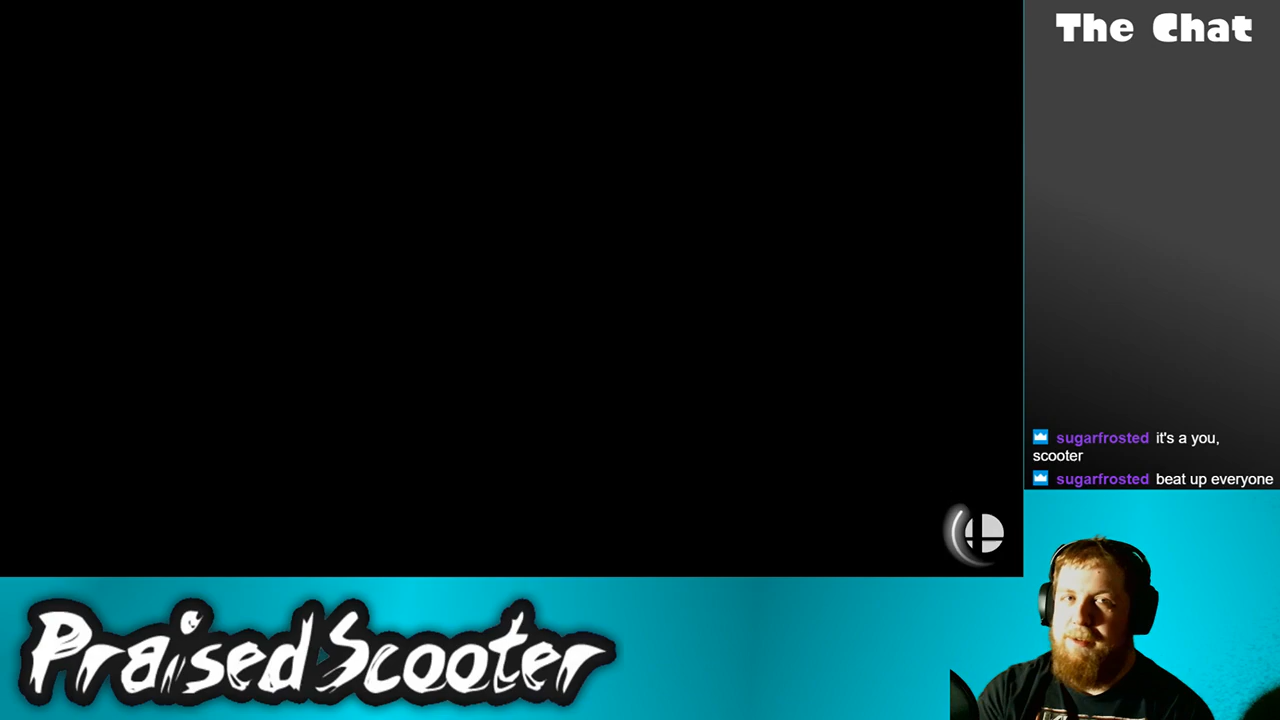 The Chat
sugarfrosted it's a you,
scooter
sugarfrosted beat up everyone
PraisedScooter